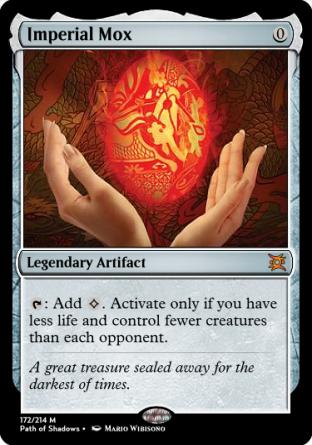 Imperial Mox 0
Legendary Artifact
: Add . Activate only if you have
less life and control fewer creatures
than each opponent.
A great treasure sealed away for the
darkest of times.
172/214 M
Path of Shadows • Mario Wibisono